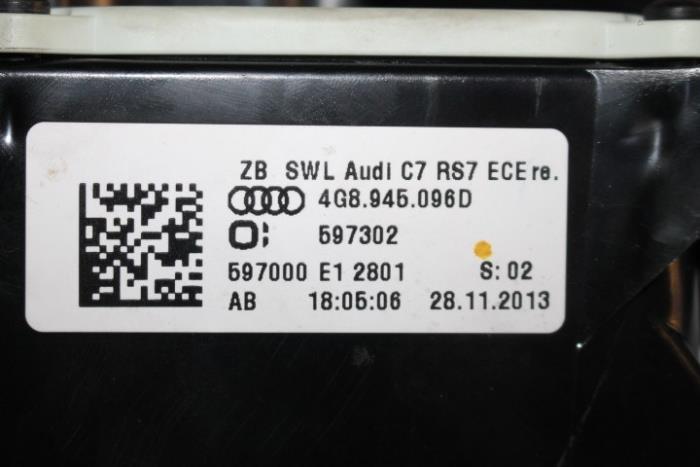 ZB SWL Audi C7 RS7 ECE re.
4G8.945.096D
597302
597000 E1 2801 S: 02
AB 18:05:06 28.11.2013